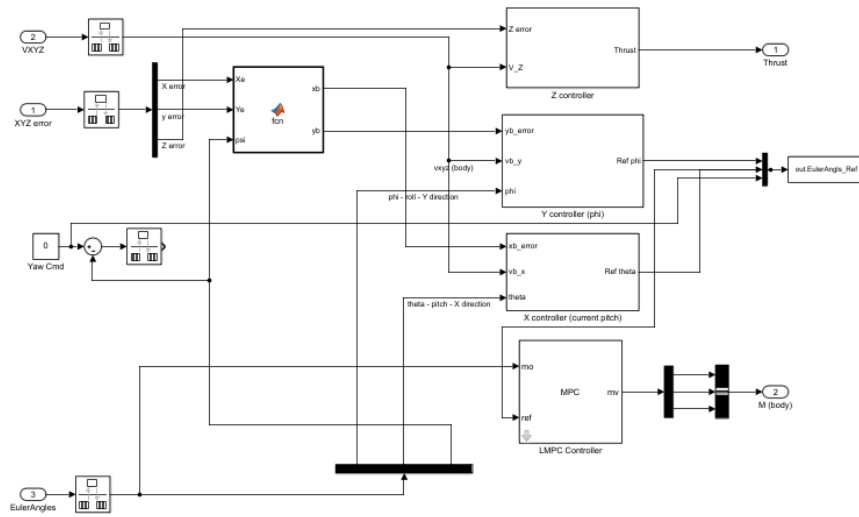 2
VXYZ
1
XYZ error
X error
y error
Z error
Xe
Ye
psi
fcn
xb
yb
Z error
V_Z
Thrust
Z controller
1
Thrust
yb_error
vb_y
phi
Ref phi
Y controller (phi)
vxyz (body)
phi - roll - Y direction
out.EulerAngls_Ref
0
Yaw Cmd
xb_error
vb_x
theta
Ref theta
X controller (current pitch)
theta - pitch - X direction
mo
ref
MPC
mv
LMPC Controller
2
M (body)
3
EulerAngles